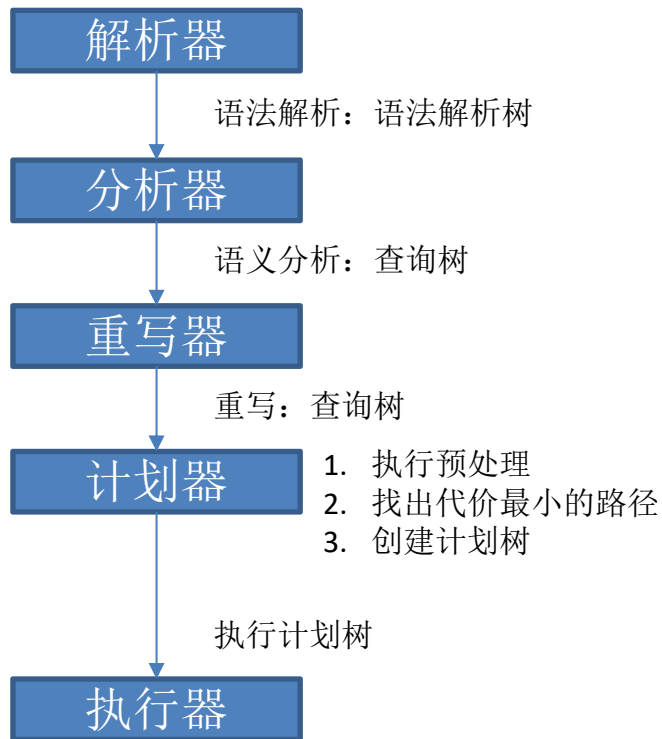 解析器
语法解析：语法解析树
分析器
语义分析：查询树
重写器
重写：查询树
计划器
1. 执行预处理
2. 找出代价最小的路径
3. 创建计划树
执行计划树
执行器